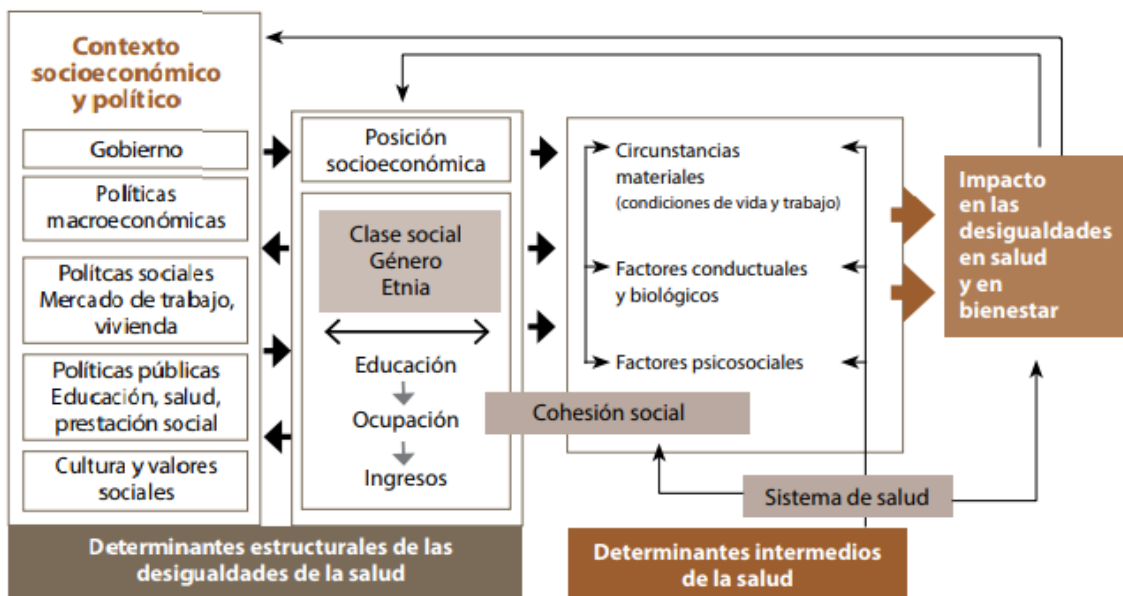 Contexto
socioeconómico
y político
Gobierno
Políticas
macroeconómicas
Polítcas sociales
Mercado de trabajo,
vivienda
Políticas públicas
Educación, salud,
prestación social
Cultura y valores
sociales
Posición
socioeconómica
Clase social
Género
Etnia
Educación
Ocupación
Ingresos
Determinantes estructurales de las
desigualdades de la salud
Circunstancias
materiales
(condiciones de vida y trabajo)
Factores conductuales
y biológicos
Factores psicosociales
Cohesión social
Sistema de salud
Determinantes intermedios
de la salud
Impacto
en las
desigualdades
en salud
y en
bienestar